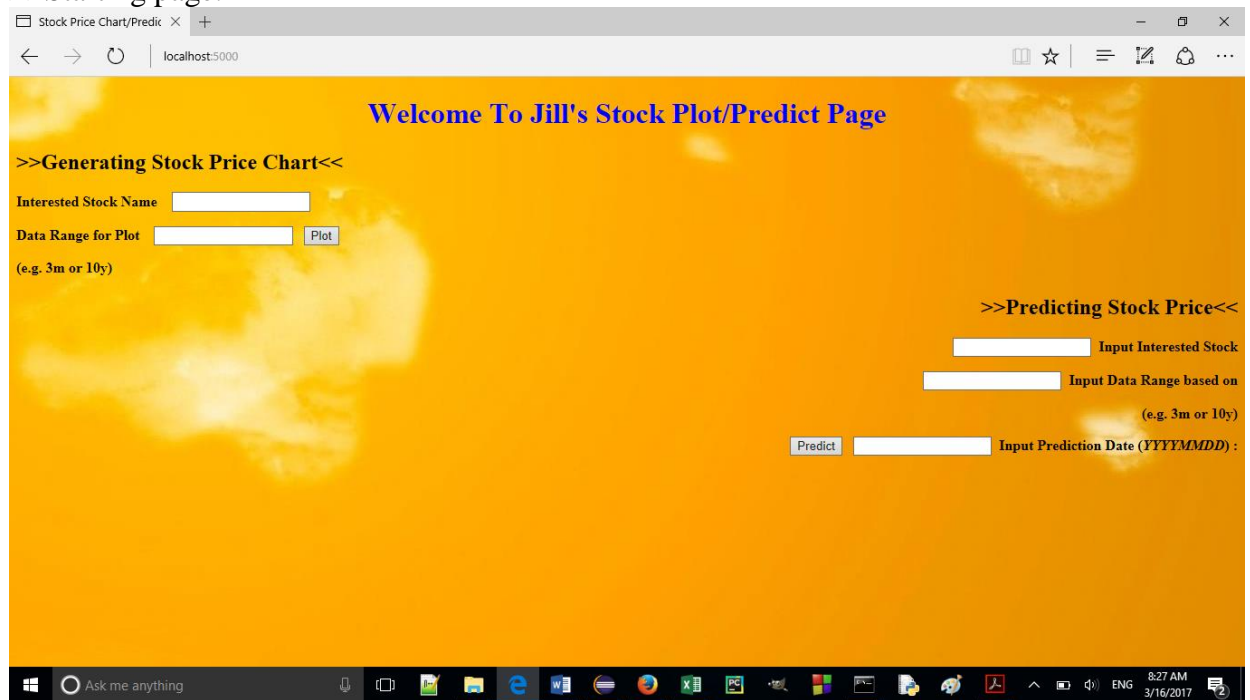 Starting page:
Stock Price Chart/Predic
localhost:5000
Welcome To Jill's Stock Plot/Predict Page
>>Generating Stock Price Chart<<
Interested Stock Name
Data Range for Plot Plot
(e.g. 3m or 10y)
>>Predicting Stock Price<<
Input Interested Stock
Input Data Range based on
(e.g. 3m or 10y)
Predict Input Prediction Date (YYYYMMDD) :
Ask me anything
ENG
8:27 AM
3/16/2017
2